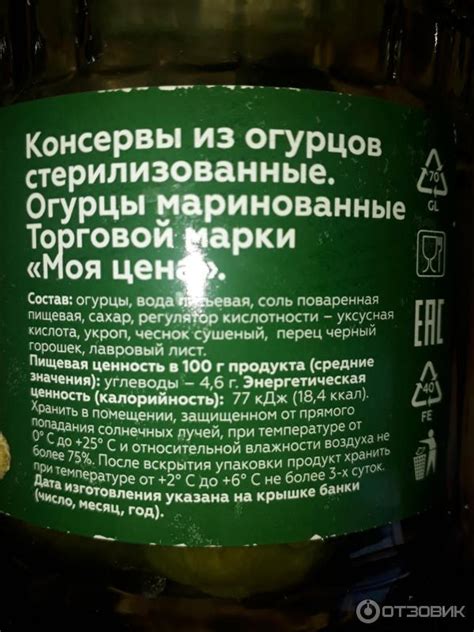 Консервы из огурцов
стерилизованные.
Огурцы маринованные
Торговой марки
«Моя цена».
Состав: огурцы, вода питьевая, соль поваренная
пищевая, сахар, регулятор кислотности – уксусная
кислота, укроп, чеснок сушеный, перец черный
горошек, лавровый лист.
Пищевая ценность в 100 г продукта (средние
значения): углеводы – 4,6 г. Энергетическая
ценность (калорийность): 77 кДж (18,4 ккал).
Хранить в помещении, защищенном от прямого
попадания солнечных лучей, при температуре от
0° С до +25° С и относительной влажности воздуха не
более 75%. После вскрытия упаковки продукт хранить
при температуре от +2° С до +6° С не более 3-х суток.
Дата изготовления указана на крышке банки
(число, месяц, год).
70
GL
EAC
40
FE
ОТЗОВИК